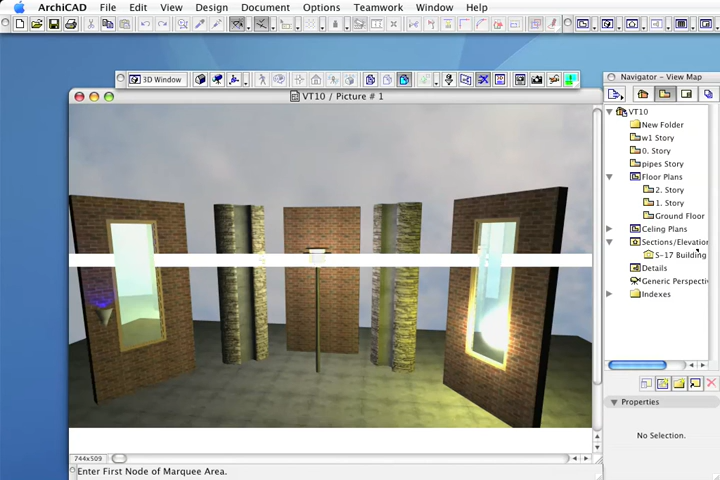 ArchiCAD File Edit View Design Document Options Teamwork Window Help
3D Window
Navigator - View Map
VT10 / Picture # 1
VT10
New Folder
w1 Story
0. Story
pipes Story
Floor Plans
2. Story
1. Story
Ground Floor
Ceiling Plans
Sections/Elevation
S-17 Building
Details
Generic Perspecti
Indexes
Properties
No Selection.
744x509
Enter First Node of Marquee Area.